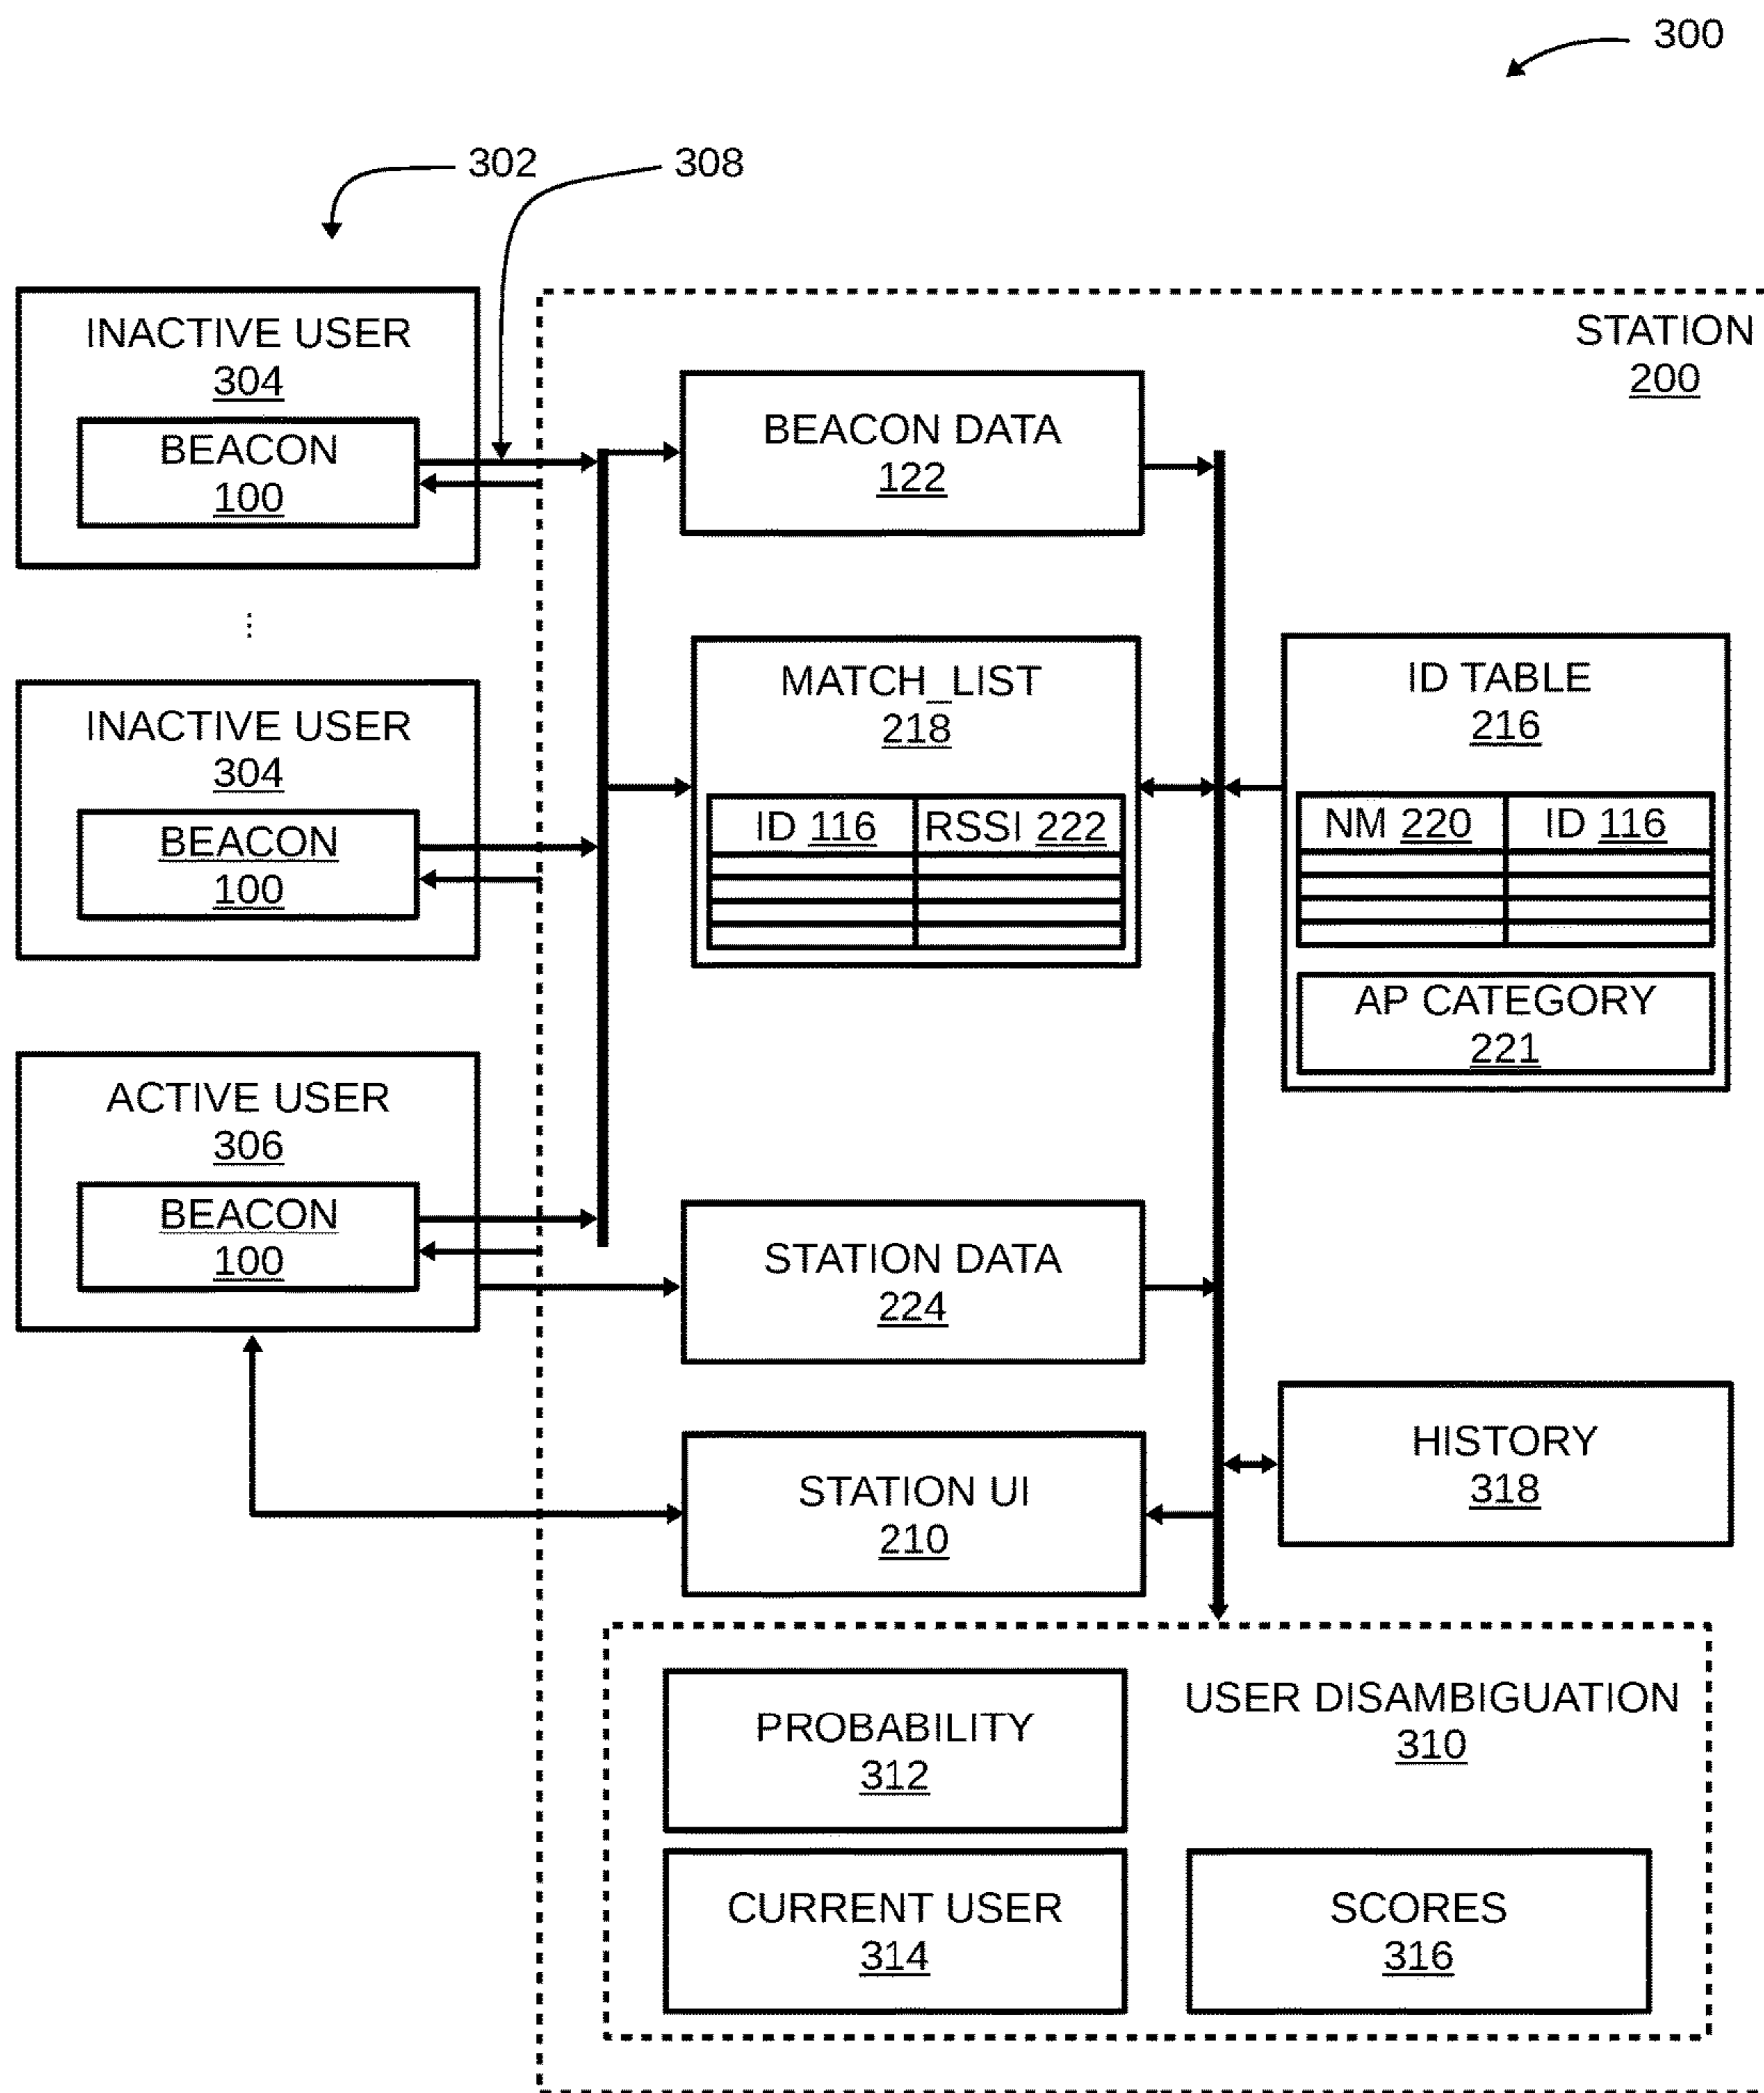 300
302
308
INACTIVE USER
304
BEACON
100
⋮
INACTIVE USER
304
BEACON
100
ACTIVE USER
306
BEACON
100
STATION
200
BEACON DATA
122
MATCH_LIST
218
ID 116 RSSI 222
ID TABLE
216
NM 220 ID 116
AP CATEGORY
221
STATION DATA
224
STATION UI
210
HISTORY
318
USER DISAMBIGUATION
310
PROBABILITY
312
CURRENT USER
314
SCORES
316